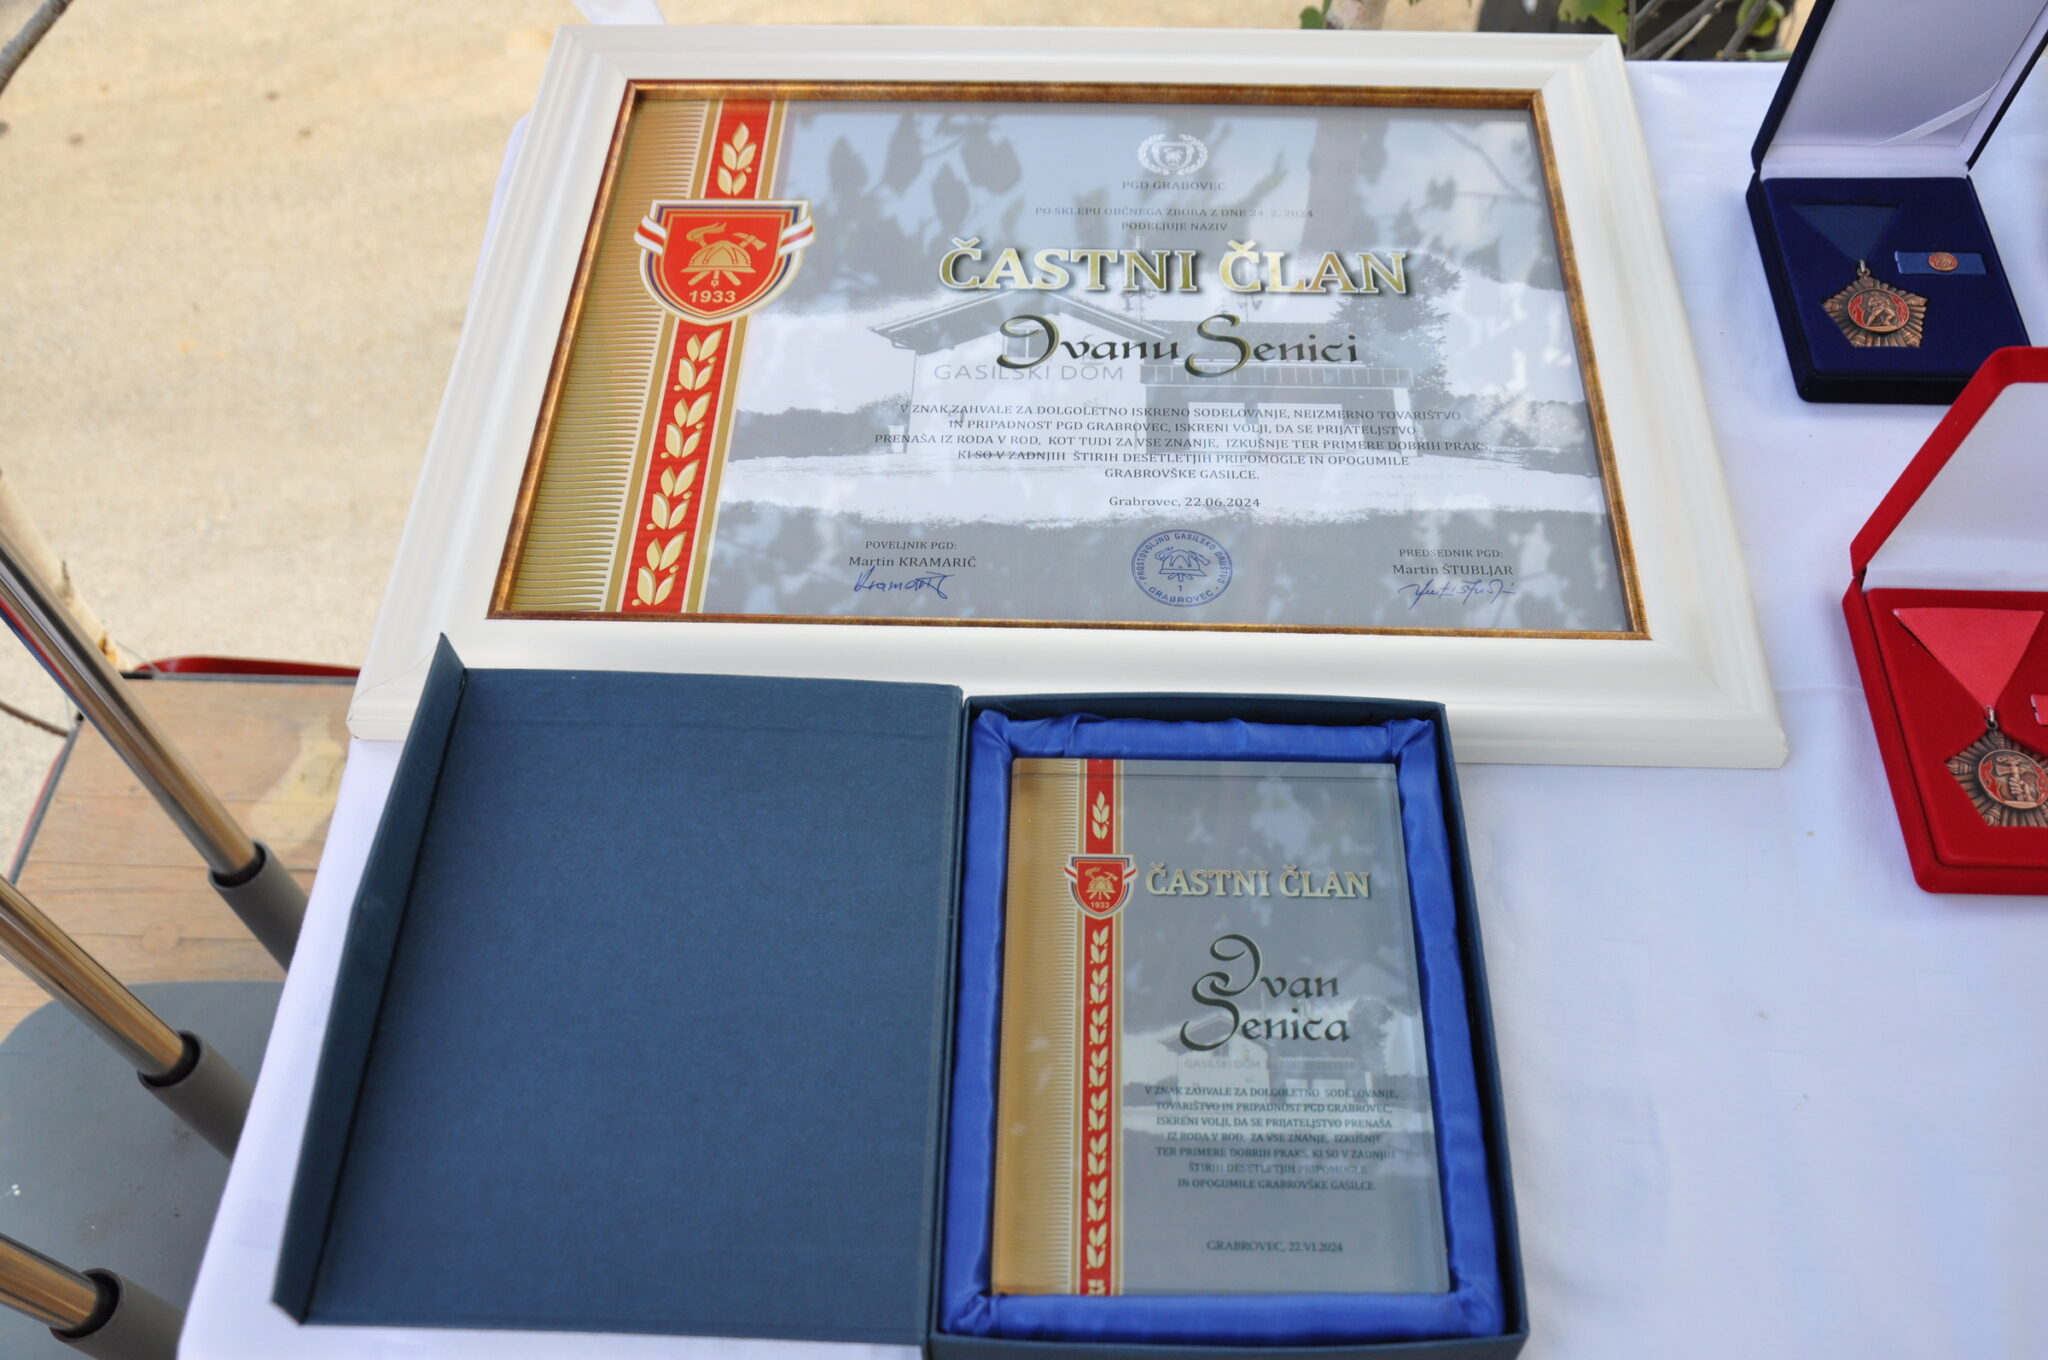 PGD GRABOVEC
PO SKLEPU OBČNEGA ZBORA Z DNE 24. 2. 2024
PODELJUJE NAZIV
ČASTNI ČLAN
1933
Ivanu Senici
GASILSKI DOM
V ZNAK ZAHVALE ZA DOLGOLETNO ISKRENO SODELOVANJE, NEIZMERNO TOVARIŠTVO
IN PRIPADNOST PGD GRABROVEC, ISKRENI VOLJI, DA SE PRIJATELJSTVO
PRENAŠA IZ RODA V ROD, KOT TUDI ZA VSE ZNANJE, IZKUŠNJE TER PRIMERE DOBRIH PRAKS,
KI SO V ZADNJIH ŠTIRIH DESETLETJIH PRIPOMOGLE IN OPOGUMILE
GRABROVŠKE GASILCE.
Grabrovec, 22.06.2024
POVELJNIK PGD:
Martin KRAMARIČ
Kramarič
PROSTOVOLJNO GASILSKO DRUŠTVO
1
GRABROVEC
PREDSEDNIK PGD:
Martin ŠTUBLJAR
ČASTNI ČLAN
1933
Ivan
Senica
GASILSKI DOM
V ZNAK ZAHVALE ZA DOLGOLETNO SODELOVANJE,
TOVARIŠTVO IN PRIPADNOST PGD GRABROVEC,
ISKRENI VOLJI, DA SE PRIJATELJSTVO PRENAŠA
IZ RODA V ROD, ZA VSE ZNANJE, IZKUŠNJE
TER PRIMERE DOBRIH PRAKS, KI SO V ZADNJIH
ŠTIRIH DESETLETJIH PRIPOMOGLE
IN OPOGUMILE GRABROVŠKE GASILCE.
GRABROVEC, 22.VI.2024